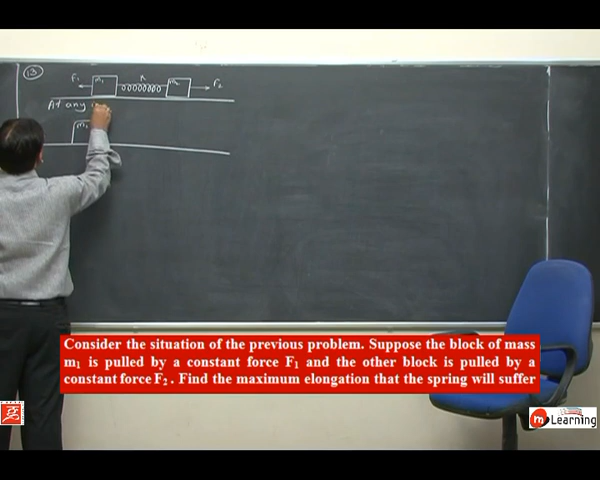 13
F1 m1 k m2 F2
At any i
m1
Consider the situation of the previous problem. Suppose the block of mass
m1 is pulled by a constant force F1 and the other block is pulled by a
constant force F2 . Find the maximum elongation that the spring will suffer
m Learning